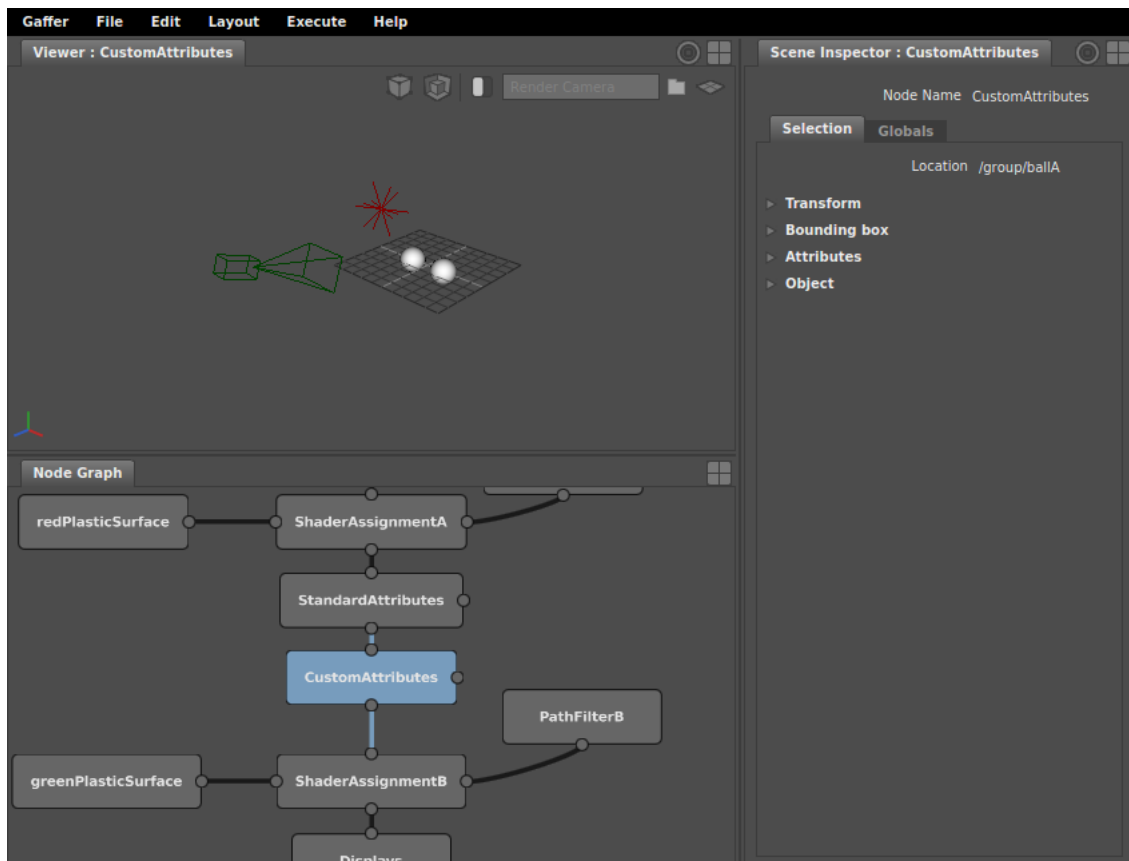 Gaffer File Edit Layout Execute Help
Viewer : CustomAttributes
Render Camera
Scene Inspector : CustomAttributes
Node Name CustomAttributes
Selection Globals
Location /group/ballA
Transform
Bounding box
Attributes
Object
Node Graph
redPlasticSurface ShaderAssignmentA
StandardAttributes
CustomAttributes
PathFilterB
greenPlasticSurface ShaderAssignmentB
Displays